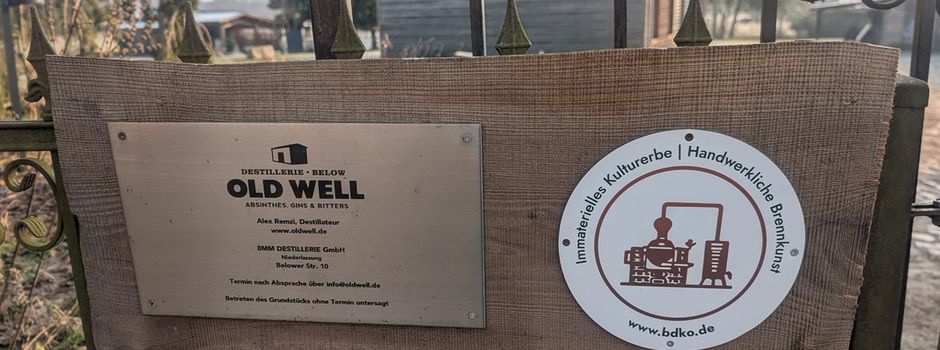 DESTILLERIE • BELOW
OLD WELL
ABSINTHES, GINS & BITTERS
Alex Remzi, Destillateur
www.oldwell.de
8MM DESTILLERIE GmbH
Niederlassung
Belower Str. 10
Termin nach Absprache über info@oldwell.de
Betreten des Grundstücks ohne Termin untersagt
Immaterielles Kulturerbe | Handwerkliche Brennkunst
www.bdko.de